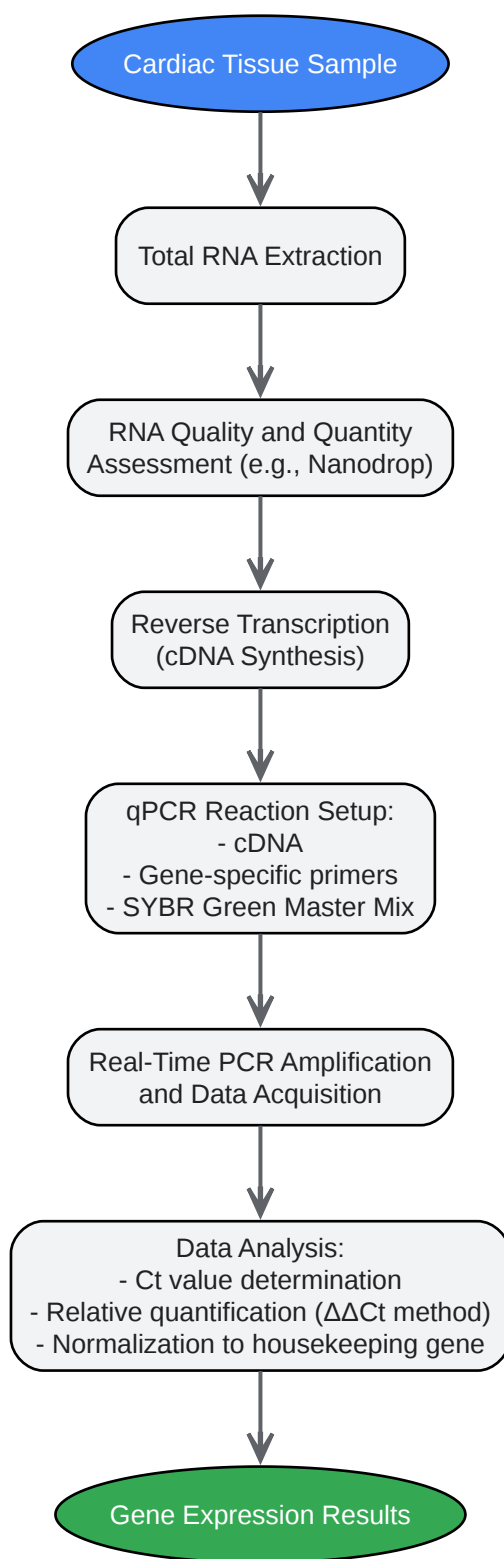 Cardiac Tissue Sample
Total RNA Extraction
RNA Quality and Quantity
Assessment (e.g., Nanodrop)
Reverse Transcription
(cDNA Synthesis)
qPCR Reaction Setup:
- cDNA
- Gene-specific primers
- SYBR Green Master Mix
Real-Time PCR Amplification
and Data Acquisition
Data Analysis:
- Ct value determination
- Relative quantification (ΔΔCt method)
- Normalization to housekeeping gene
Gene Expression Results